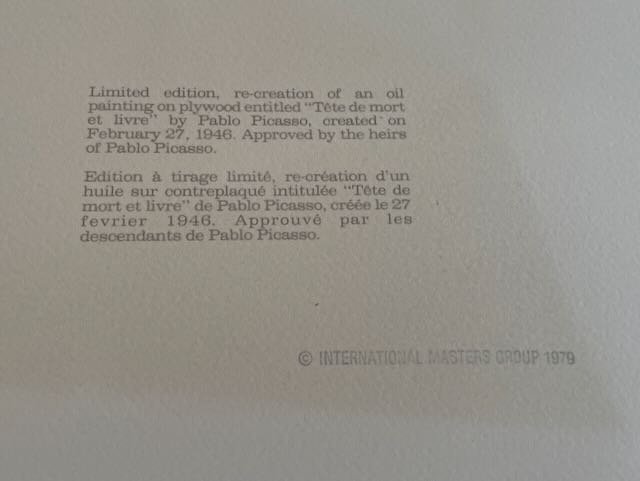 Limited edition, re-creation of an oil
painting on plywood entitled "Tête de mort
et livre" by Pablo Picasso, created on
February 27, 1946. Approved by the heirs
of Pablo Picasso.
Edition à tirage limité, re-création d'un
huile sur contreplaqué intitulée "Tête de
mort et livre" de Pablo Picasso, créée le 27
fevrier 1946. Approuvé par les
descendants de Pablo Picasso.
© INTERNATIONAL MASTERS GROUP 1979